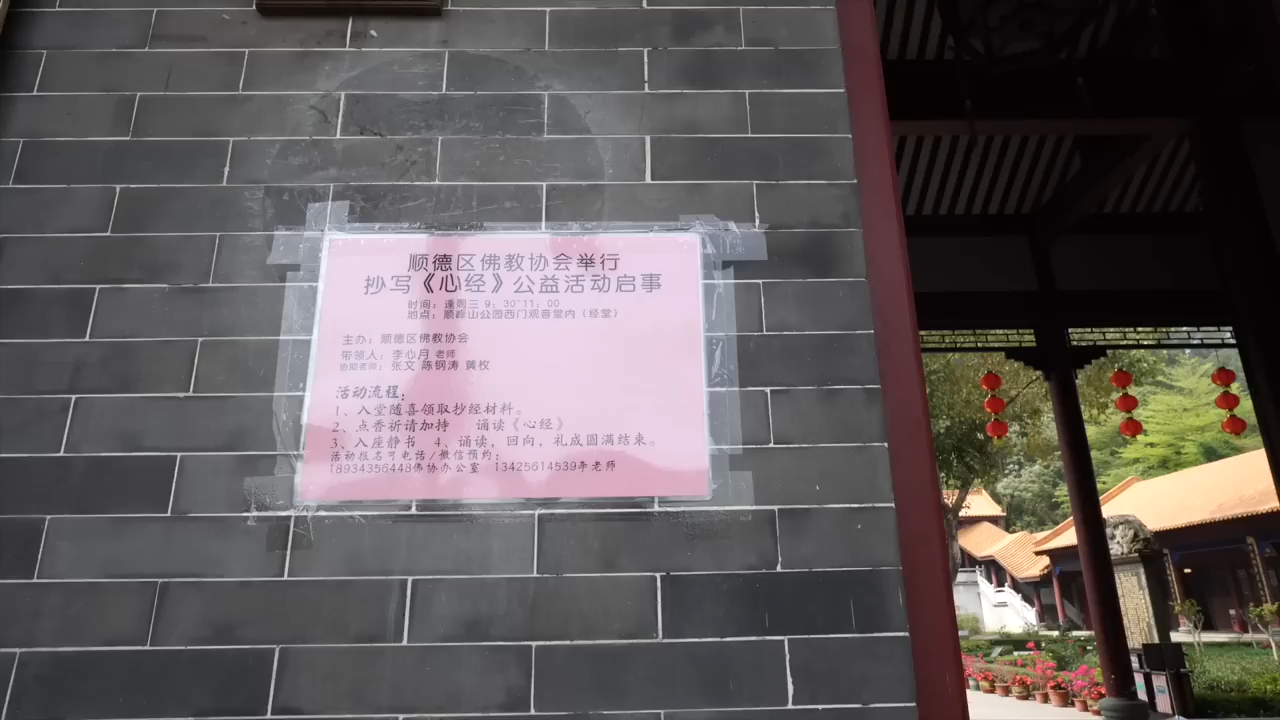 顺德区佛教协会举行
抄写《心经》公益活动启事
时间：逢周三 9：30~11：00
地点：顺峰山公园西门观音堂内（经堂）
主办：顺德区佛教协会
带领人：李心月 老师
协助老师：张文 陈钢涛 黄枚
活动流程：
1、入堂随喜领取抄经材料。
2、点香祈请加持 诵读《心经》
3、入座静书 4、诵读，回向，礼成圆满结束。
活动报名可电话/微信预约：
18934356448佛协办公室 13425614539李老师